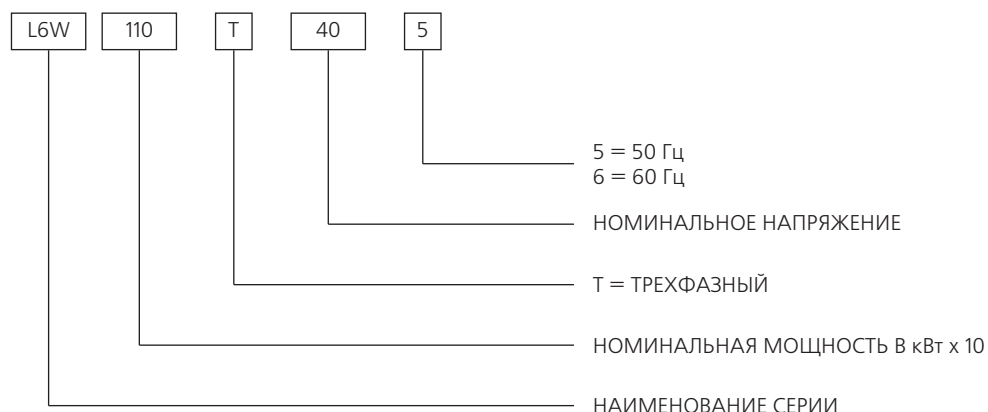 L6W 110 T 40 5
5 = 50 Гц
6 = 60 Гц
НОМИНАЛЬНОЕ НАПРЯЖЕНИЕ
T = ТРЕХФАЗНЫЙ
НОМИНАЛЬНАЯ МОЩНОСТЬ В кВт x 10
НАИМЕНОВАНИЕ СЕРИИ